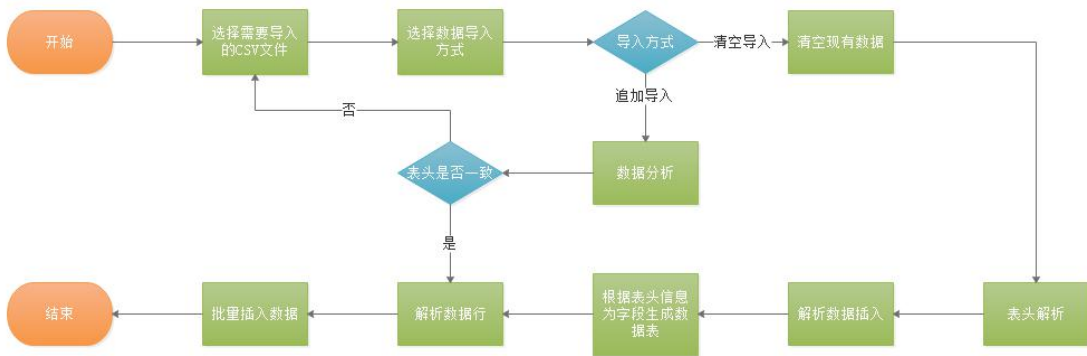 开始
选择需要导入
的CSV文件
选择数据导入
方式
导入方式
清空导入
清空现有数据
追加导入
否
表头是否一致
数据分析
是
结束
批量插入数据
解析数据行
根据表头信息
为字段生成数
据表
解析数据插入
表头解析